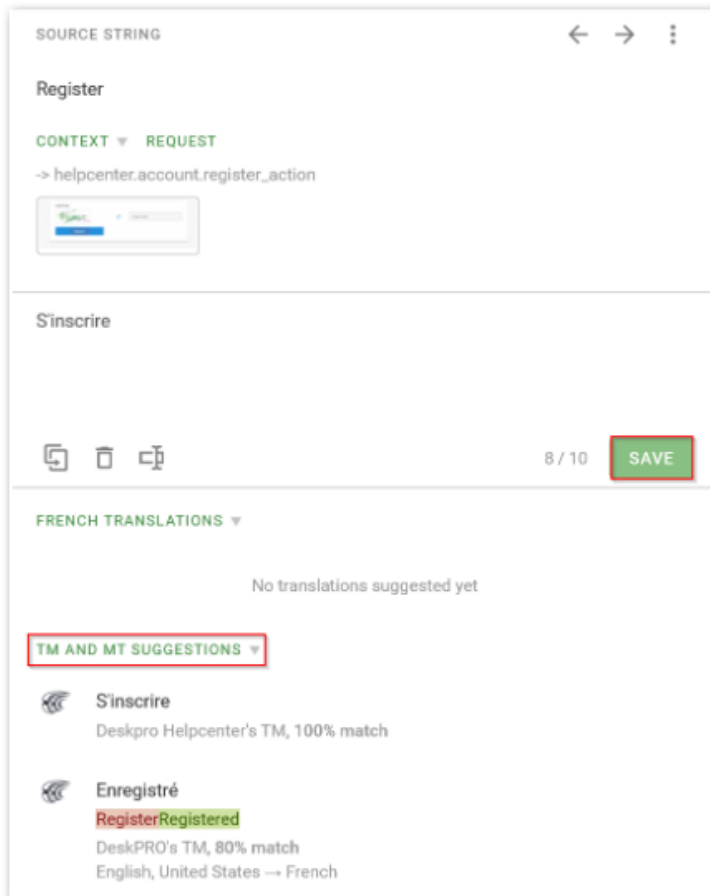 SOURCE STRING
Register
CONTEXT REQUEST
-> helpcenter.account.register_action
S'inscrire
8 / 10 SAVE
FRENCH TRANSLATIONS
No translations suggested yet
TM AND MT SUGGESTIONS
S'inscrire
Deskpro Helpcenter's TM, 100% match
Enregistré
RegisterRegistered
DeskPRO's TM, 80% match
English, United States → French